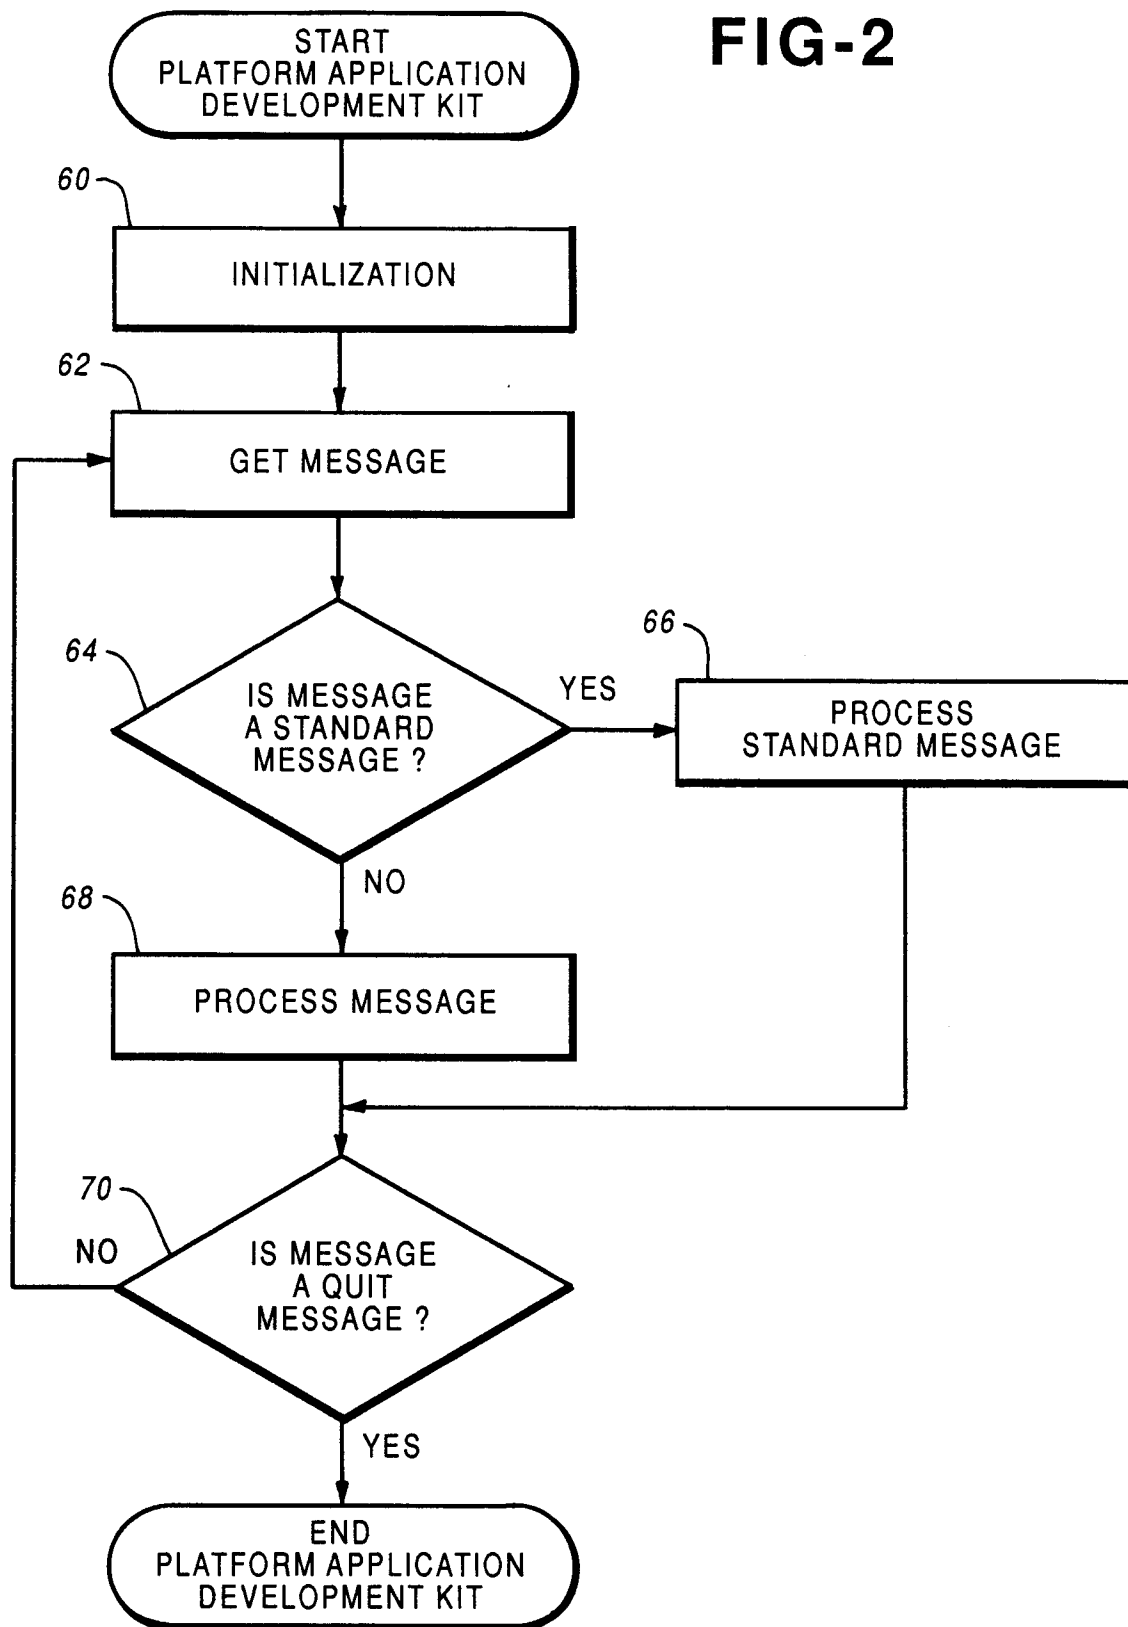 FIG-2
START
PLATFORM APPLICATION
DEVELOPMENT KIT
60
INITIALIZATION
62
GET MESSAGE
64
IS MESSAGE
A STANDARD
MESSAGE ?
YES
66
PROCESS
STANDARD MESSAGE
NO
68
PROCESS MESSAGE
70
NO
IS MESSAGE
A QUIT
MESSAGE ?
YES
END
PLATFORM APPLICATION
DEVELOPMENT KIT